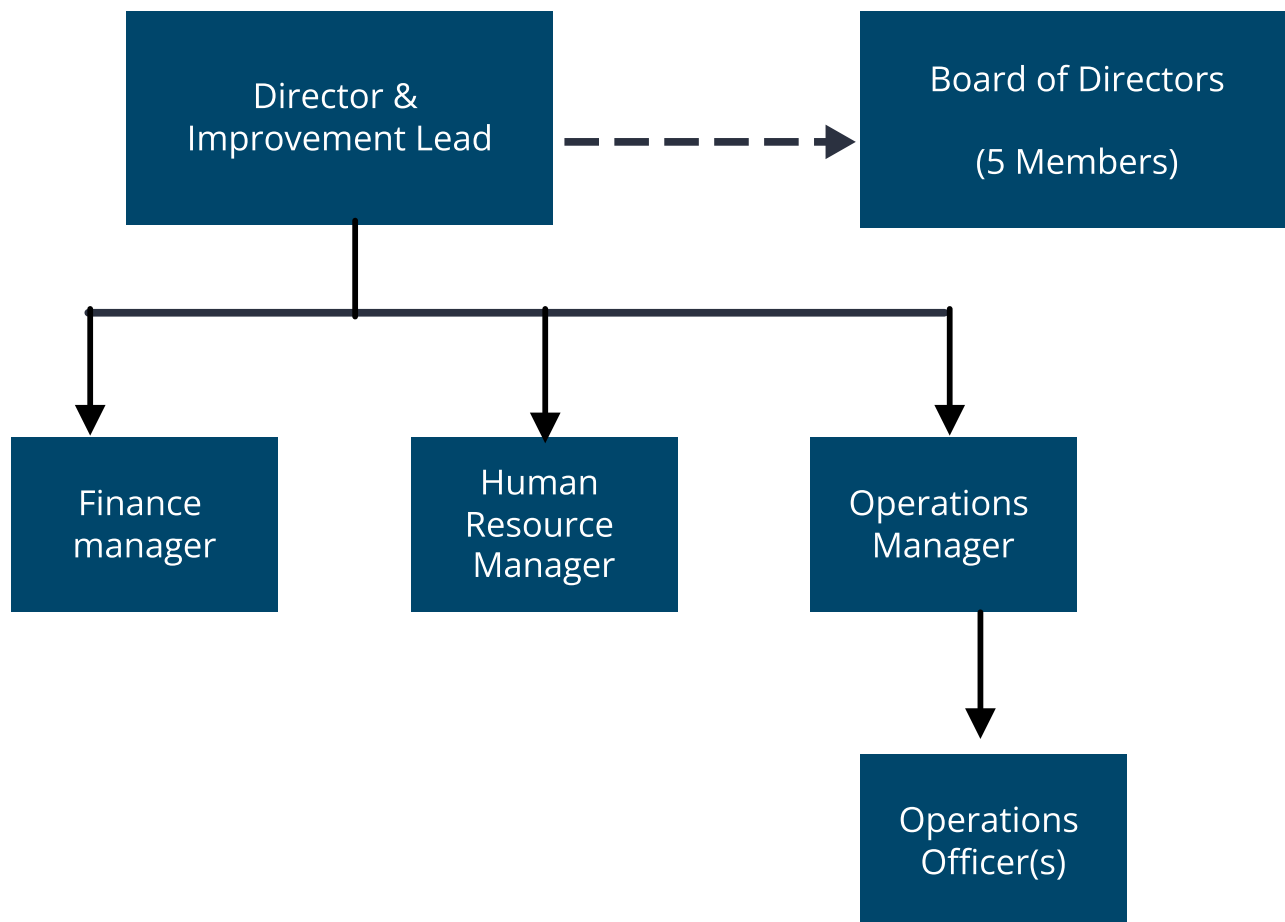 Director &
Improvement Lead
Board of Directors
(5 Members)
Finance
manager
Human
Resource
Manager
Operations
Manager
Operations
Officer(s)